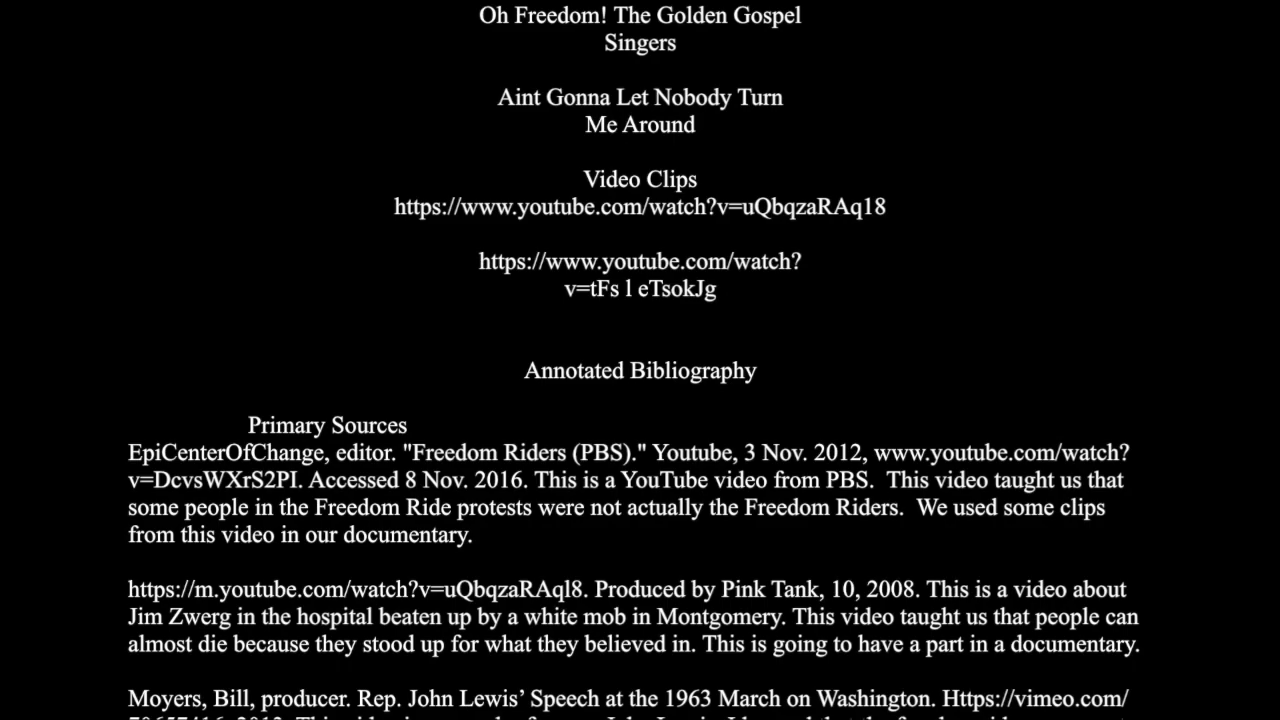 Oh Freedom! The Golden Gospel
Singers
Aint Gonna Let Nobody Turn
Me Around
Video Clips
https://www.youtube.com/watch?v=uQbqzaRAq18
https://www.youtube.com/watch?
v=tFs l eTsokJg
Annotated Bibliography
Primary Sources
EpiCenterOfChange, editor. "Freedom Riders (PBS)." Youtube, 3 Nov. 2012, www.youtube.com/watch?
v=DcvsWXrS2PI. Accessed 8 Nov. 2016. This is a YouTube video from PBS.  This video taught us that
some people in the Freedom Ride protests were not actually the Freedom Riders.  We used some clips
from this video in our documentary.
https://m.youtube.com/watch?v=uQbqzaRAql8. Produced by Pink Tank, 10, 2008. This is a video about
Jim Zwerg in the hospital beaten up by a white mob in Montgomery. This video taught us that people can
almost die because they stood up for what they believed in. This is going to have a part in a documentary.
Moyers, Bill, producer. Rep. John Lewis’ Speech at the 1963 March on Washington. Https://vimeo.com/